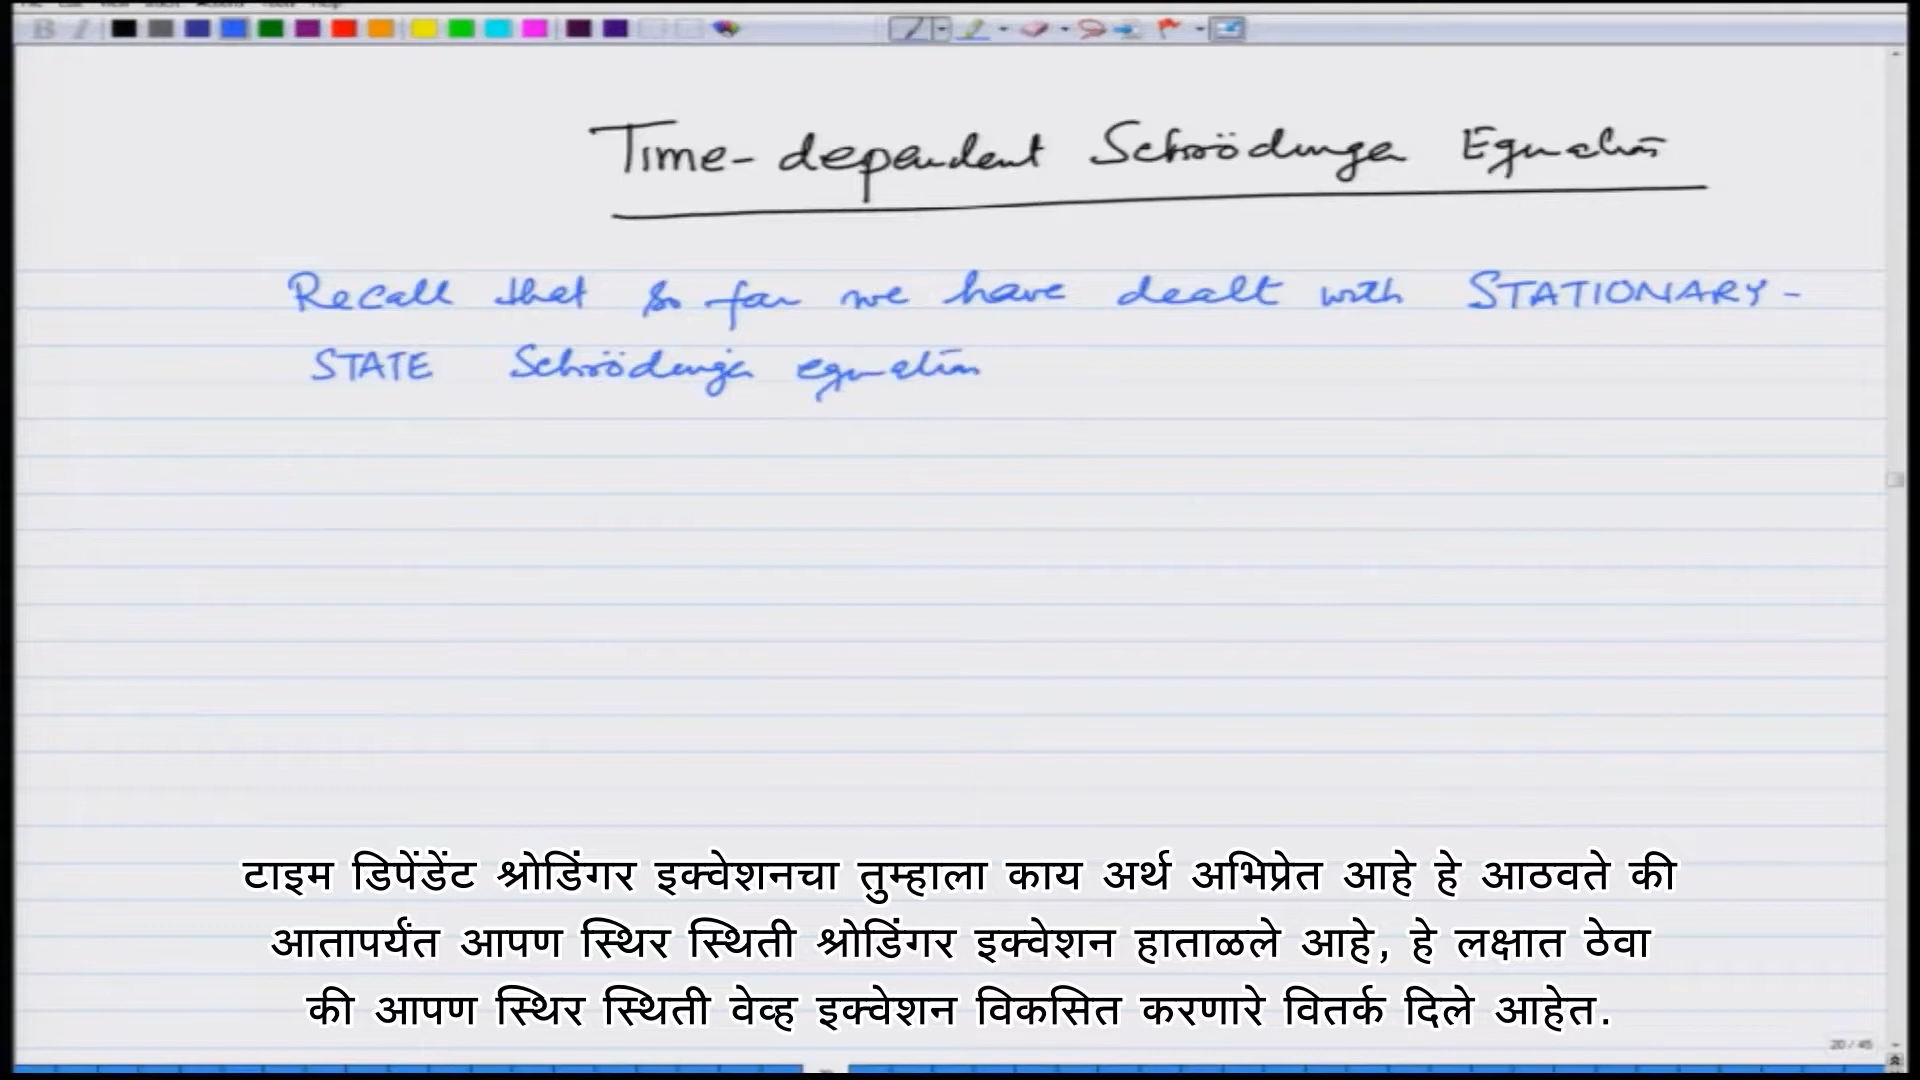 Time-dependent Schrödinger Equation
Recall that so far we have dealt with STATIONARY-
STATE Schrödinger equation
टाइम डिपेंडेंट श्रोडिंगर इक्वेशनचा तुम्हाला काय अर्थ अभिप्रेत आहे हे आठवते की
आतापर्यंत आपण स्थिर स्थिती श्रोडिंगर इक्वेशन हाताळले आहे, हे लक्षात ठेवा
की आपण स्थिर स्थिती वेव्ह इक्वेशन विकसित करणारे वितर्क दिले आहेत.
20 / 45